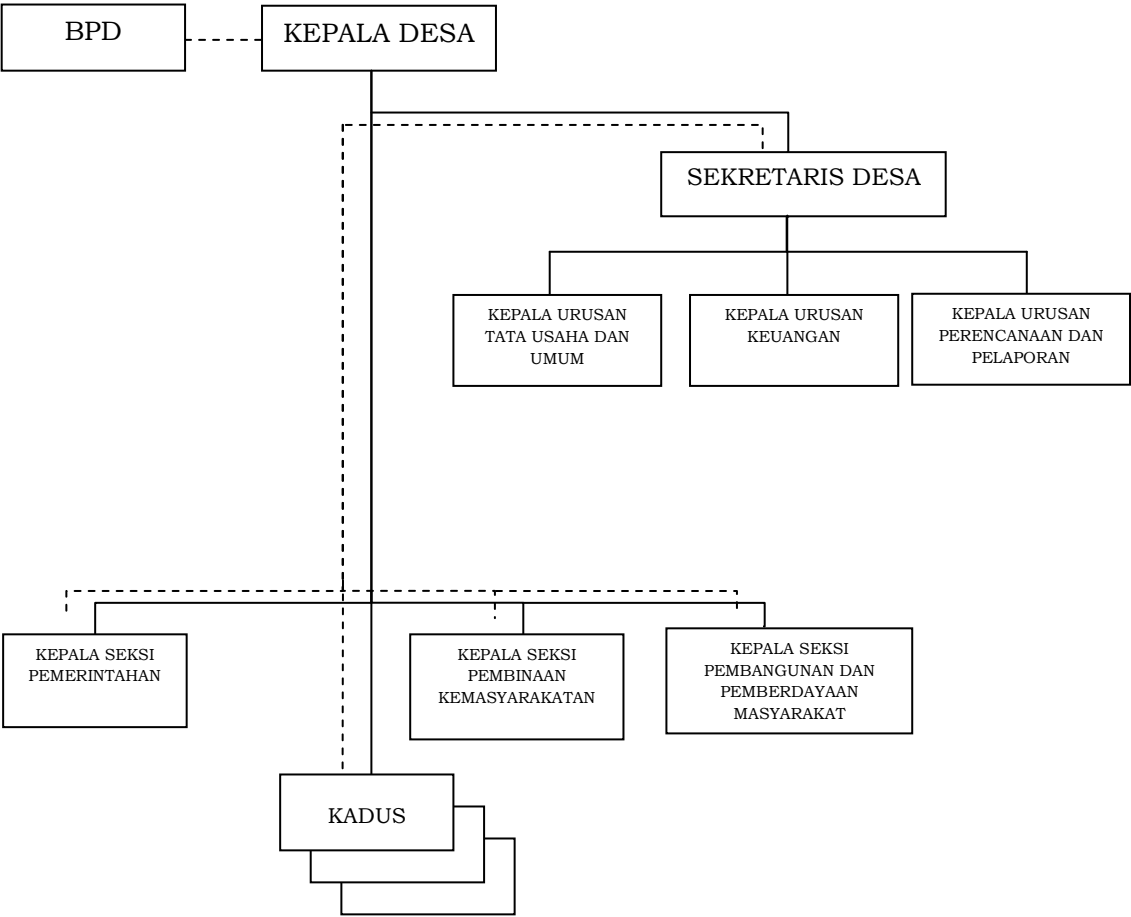 BPD
KEPALA DESA
SEKRETARIS DESA
KEPALA URUSAN
TATA USAHA DAN
UMUM
KEPALA URUSAN
KEUANGAN
KEPALA URUSAN
PERENCANAAN DAN
PELAPORAN
KEPALA SEKSI
PEMERINTAHAN
KEPALA SEKSI
PEMBINAAN
KEMASYARAKATAN
KEPALA SEKSI
PEMBANGUNAN DAN
PEMBERDAYAAN
MASYARAKAT
KADUS